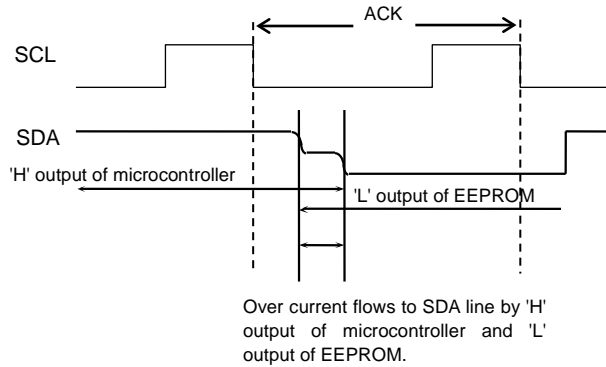 ACK
SCL
SDA
'H' output of microcontroller
'L' output of EEPROM
Over current flows to SDA line by 'H'
output of microcontroller and 'L'
output of EEPROM.